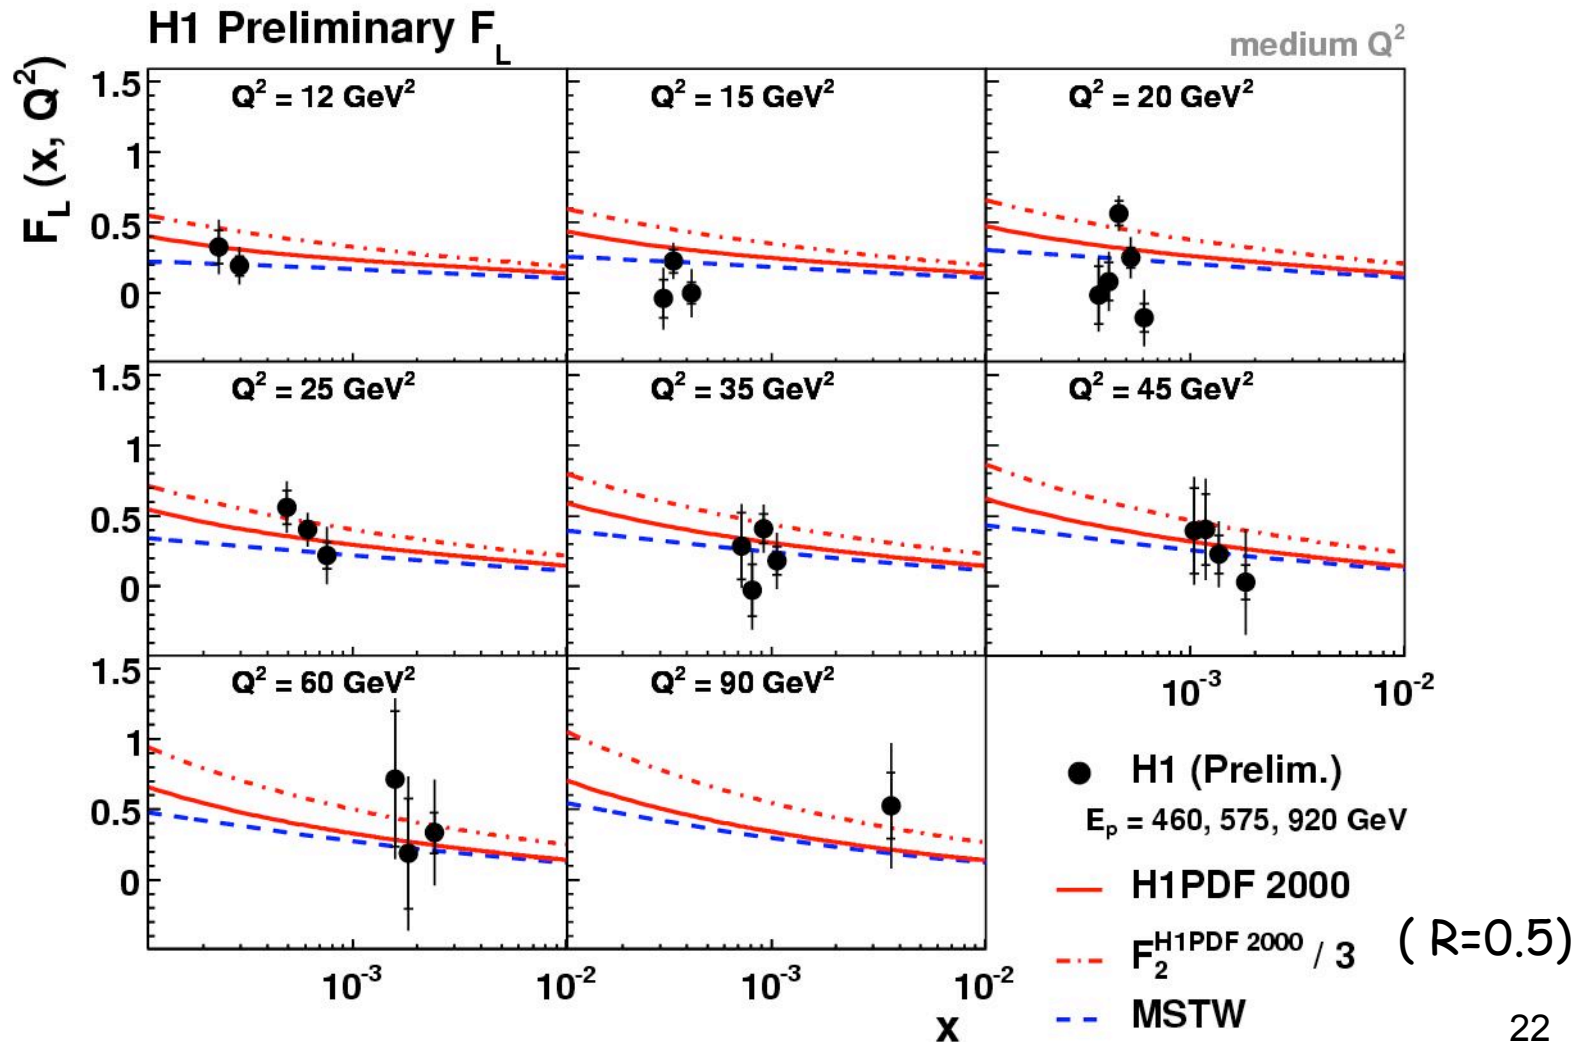 H1 Preliminary F_L
medium Q²
F_L (x, Q²)
Q² = 12 GeV²
Q² = 15 GeV²
Q² = 20 GeV²
1.5
1
0.5
0
Q² = 25 GeV²
Q² = 35 GeV²
Q² = 45 GeV²
1.5
1
0.5
0
Q² = 60 GeV²
Q² = 90 GeV²
1.5
1
0.5
0
10⁻³ 10⁻²
10⁻³ 10⁻²
10⁻³ 10⁻²
x
H1 (Prelim.)
E_p = 460, 575, 920 GeV
H1PDF 2000
F_2^{H1PDF 2000} / 3 ( R=0.5)
MSTW
22